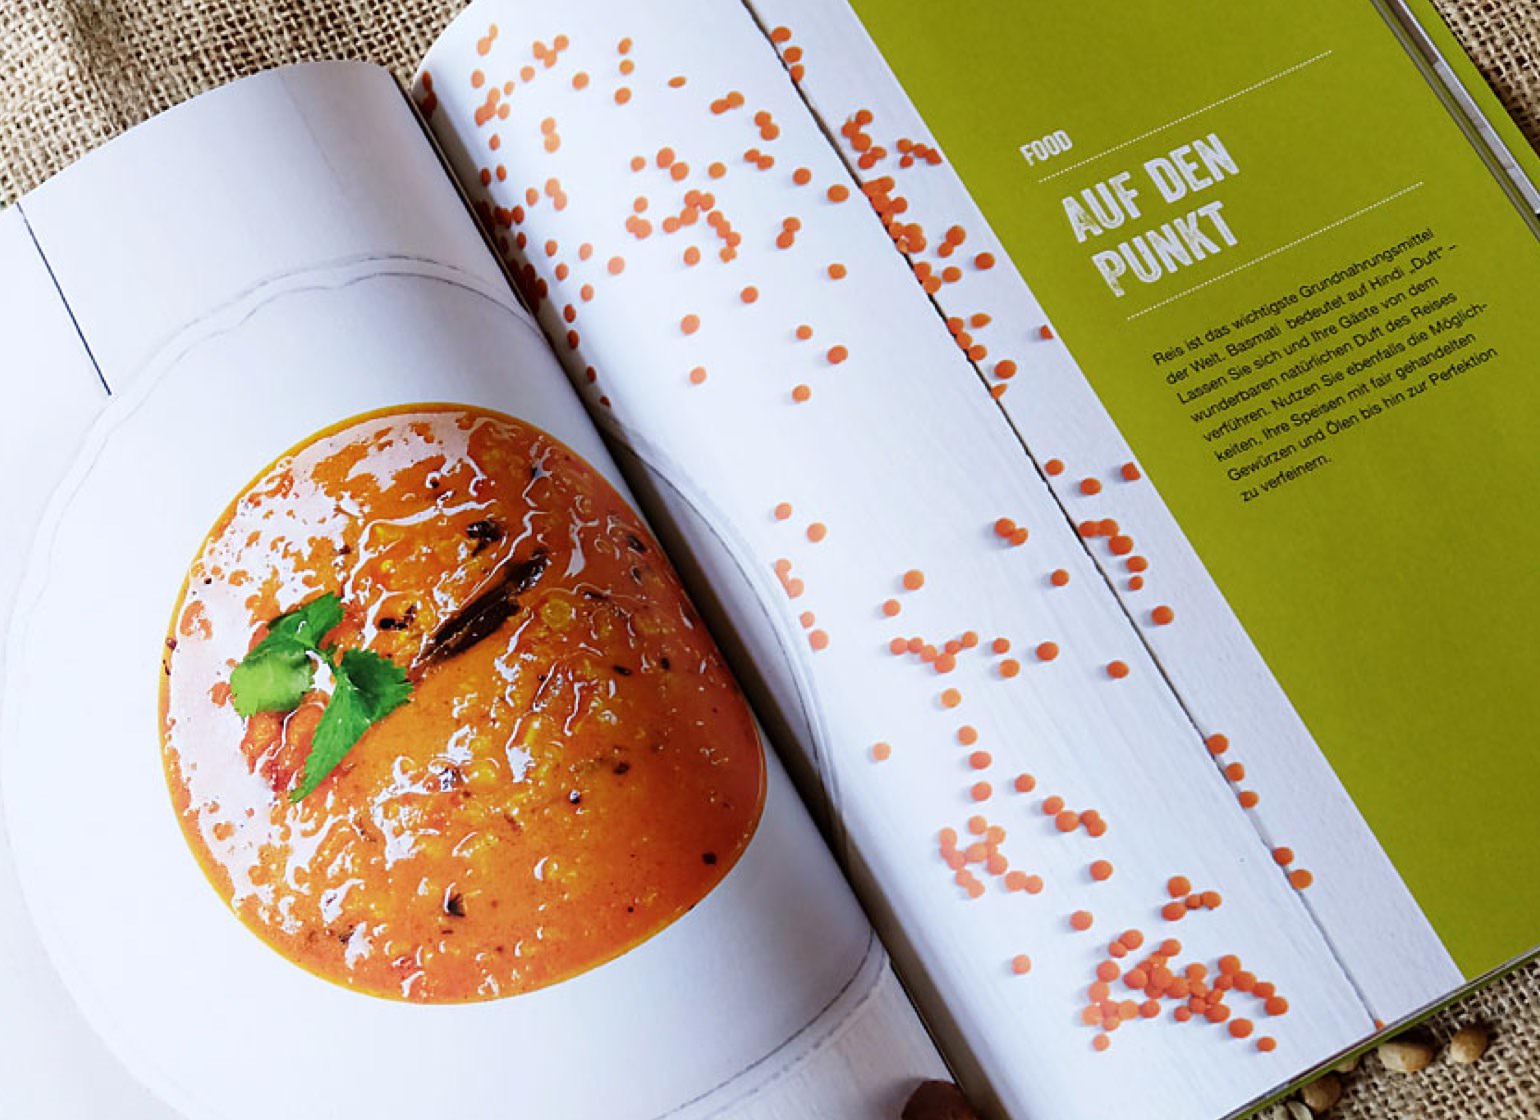 FOOD
AUF DEN
PUNKT
Reis ist das wichtigste Grundnahrungsmittel
der Welt. Basmati bedeutet auf Hindi „Duft“ –
Lassen Sie sich und Ihre Gäste von dem
wunderbaren natürlichen Duft des Reises
verführen. Nutzen Sie ebenfalls die Möglich-
keiten, Ihre Speisen mit fair gehandelten
Gewürzen und Ölen bis hin zur Perfektion
zu verfeinern.